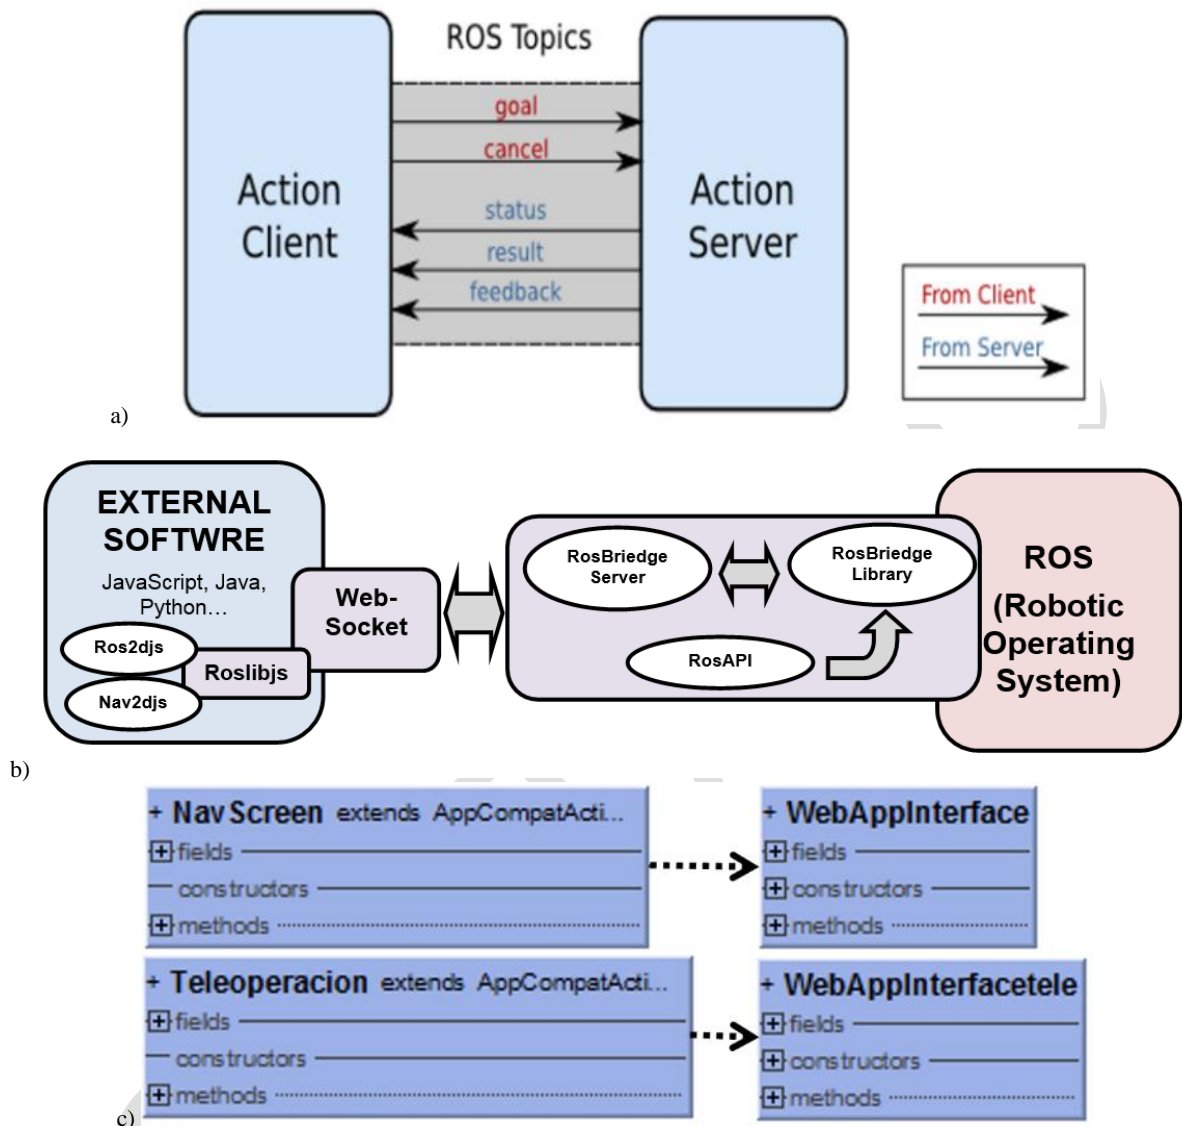 ROS Topics
goal
cancel
Action
Client
status
result
feedback
Action
Server
From Client
From Server
a)
EXTERNAL
SOFTWRE
JavaScript, Java,
Python…
Ros2djs
Nav2djs
Roslibjs
Web-
Socket
RosBriedge
Server
RosBriedge
Library
RosAPI
ROS
(Robotic
Operating
System)
b)
+ NavScreen extends AppCompatActi...
+ fields
constructors
+ methods
+ WebAppInterface
+ fields
+ constructors
+ methods
+ Teleoperacion extends AppCompatActi...
+ fields
constructors
+ methods
+ WebAppInterfacetele
+ fields
+ constructors
+ methods
c)